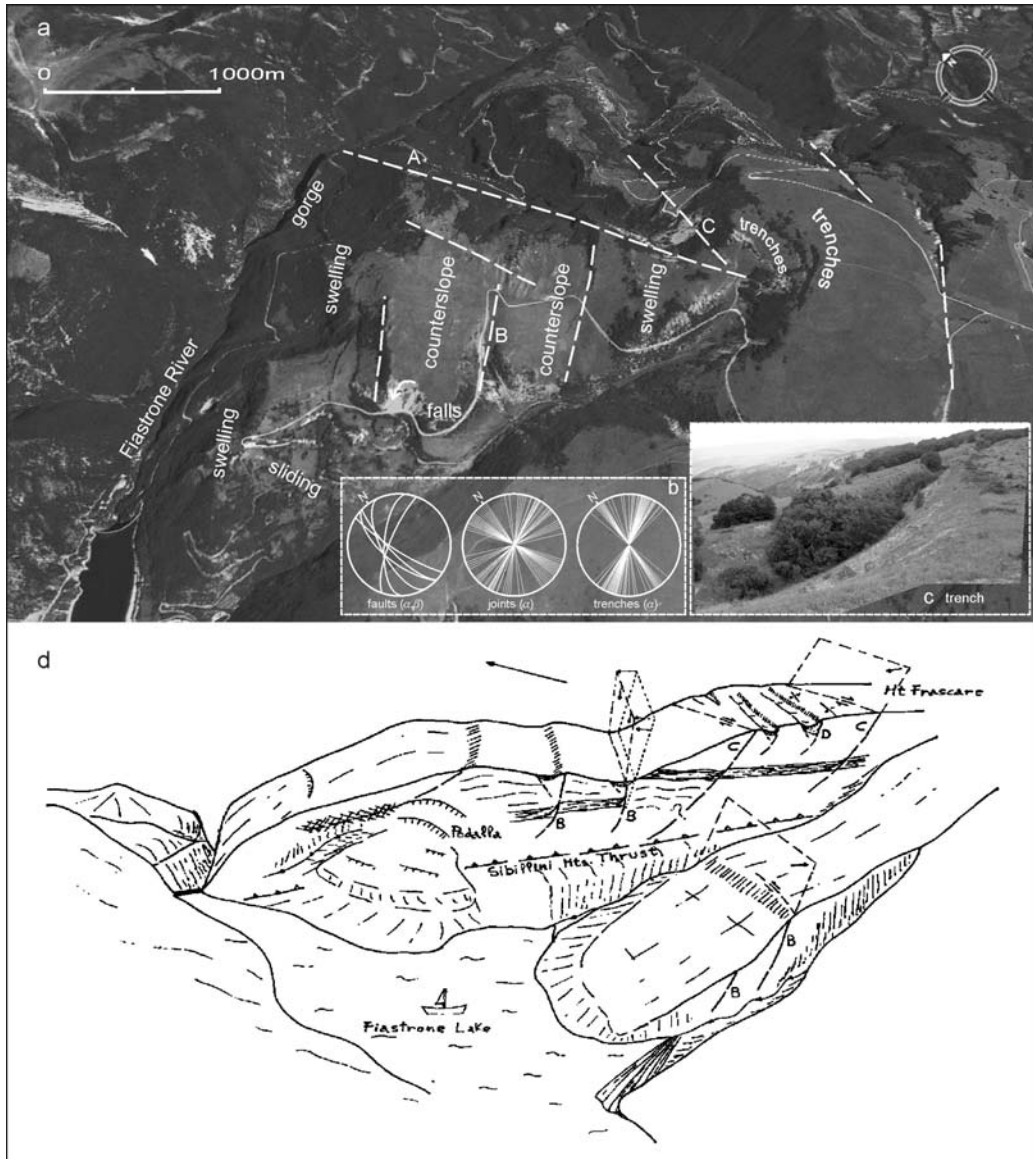 a
0 1000m
N
A
gorge
C
trenches
trenches
swelling
counterslope
counterslope
swelling
B
Fiastrone River
falls
swelling
sliding
b
N N N
faults (α,β) joints (α) trenches (α)
C trench
d
Mt Frascare
C D C
Podalla
B B
Sibillini Mts. Thrust
B
B
Fiastrone Lake